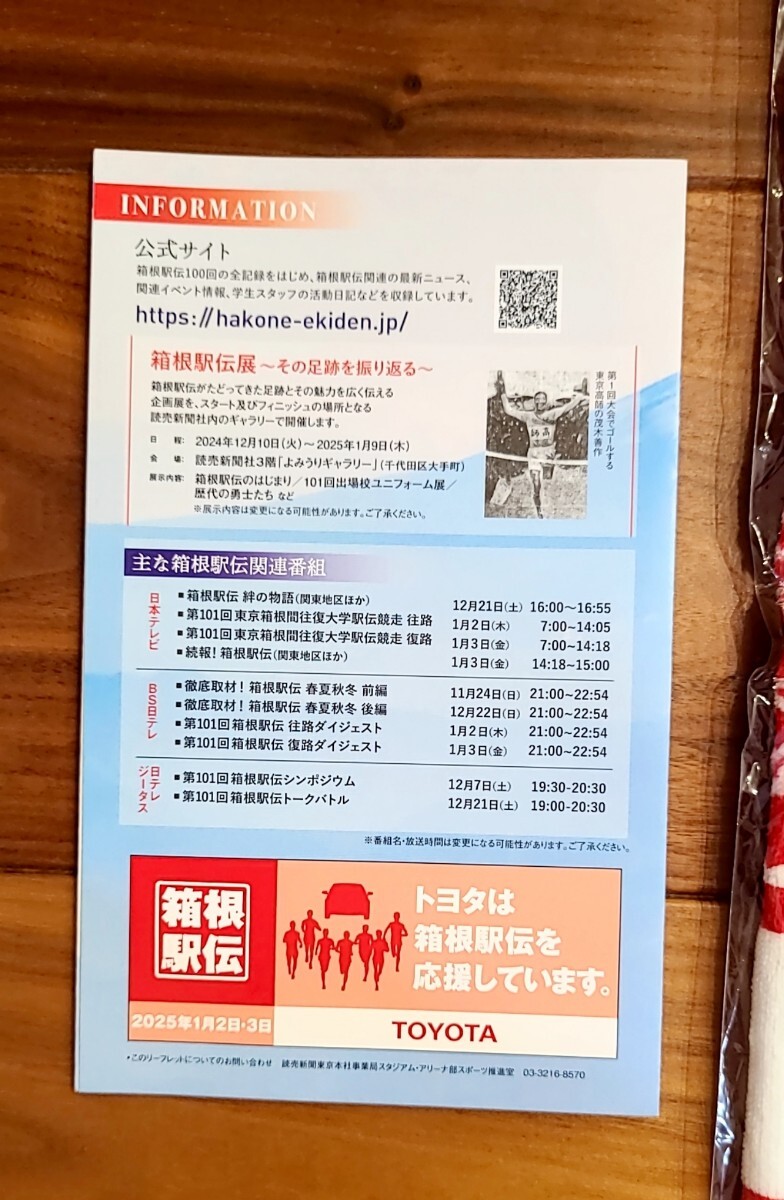 INFORMATION
公式サイト
箱根駅伝100回の全記録をはじめ、箱根駅伝関連の最新ニュース、
関連イベント情報、学生スタッフの活動日記などを収録しています。
https://hakone-ekiden.jp/
箱根駅伝展 ～その足跡を振り返る～
箱根駅伝がたどってきた足跡とその魅力を広く伝える
企画展を、スタート及びフィニッシュの場所となる
読売新聞社内のギャラリーで開催します。
日 程: 2024年12月10日(火)～2025年1月9日(木)
会 場: 読売新聞社3階「よみうりギャラリー」(千代田区大手町)
展示内容: 箱根駅伝のはじまり/101回出場校ユニフォーム展/
歴代の勇士たち など
※展示内容は変更になる可能性があります。ご了承ください。
第1回大会でゴールする
東京高師の茂木善作
主な箱根駅伝関連番組
日本テレビ
■箱根駅伝 絆の物語(関東地区ほか) 12月21日(土) 16:00～16:55
■第101回東京箱根間往復大学駅伝競走 往路 1月2日(木) 7:00~14:05
■第101回東京箱根間往復大学駅伝競走 復路 1月3日(金) 7:00~14:18
■続報!箱根駅伝(関東地区ほか) 1月3日(金) 14:18~15:00
BS日テレ
■徹底取材!箱根駅伝 春夏秋冬 前編 11月24日(日) 21:00~22:54
■徹底取材!箱根駅伝 春夏秋冬 後編 12月22日(日) 21:00~22:54
■第101回箱根駅伝 往路ダイジェスト 1月2日(木) 21:00~22:54
■第101回箱根駅伝 復路ダイジェスト 1月3日(金) 21:00~22:54
日テレ
ジータス
■第101回箱根駅伝シンポジウム 12月7日(土) 19:30-20:30
■第101回箱根駅伝トークバトル 12月21日(土) 19:00-20:30
※番組名・放送時間は変更になる可能性があります。ご了承ください。
箱根
駅伝
2025年1月2日・3日
トヨタは
箱根駅伝を
応援しています。
TOYOTA
・このリーフレットについてのお問い合わせ 読売新聞東京本社事業局スタジアム・アリーナ部スポーツ推進室 03-3216-8570